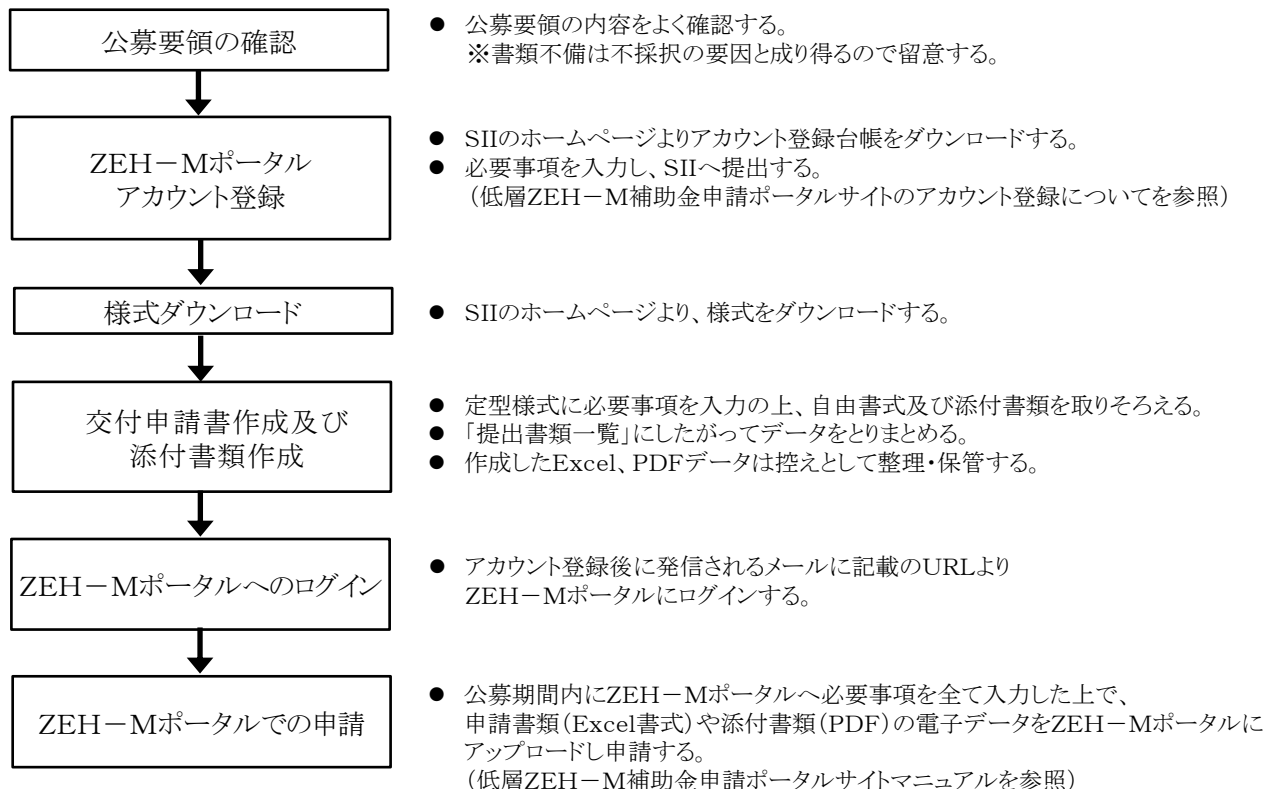 公募要領の確認
● 公募要領の内容をよく確認する。
※書類不備は不採択の要因と成り得るので留意する。
ZEH－Mポータル
アカウント登録
● SIIのホームページよりアカウント登録台帳をダウンロードする。
● 必要事項を入力し、SIIへ提出する。
（低層ZEH－M補助金申請ポータルサイトのアカウント登録についてを参照）
様式ダウンロード
● SIIのホームページより、様式をダウンロードする。
交付申請書作成及び
添付書類作成
● 定型様式に必要事項を入力の上、自由書式及び添付書類を取りそろえる。
● 「提出書類一覧」にしたがってデータをとりまとめる。
● 作成したExcel、PDFデータは控えとして整理・保管する。
ZEH－Mポータルへのログイン
● アカウント登録後に発信されるメールに記載のURLより
ZEH－Mポータルにログインする。
ZEH－Mポータルでの申請
● 公募期間内にZEH－Mポータルへ必要事項を全て入力した上で、
申請書類（Excel書式）や添付書類（PDF）の電子データをZEH－Mポータルに
アップロードし申請する。
（低層ZEH－M補助金申請ポータルサイトマニュアルを参照）